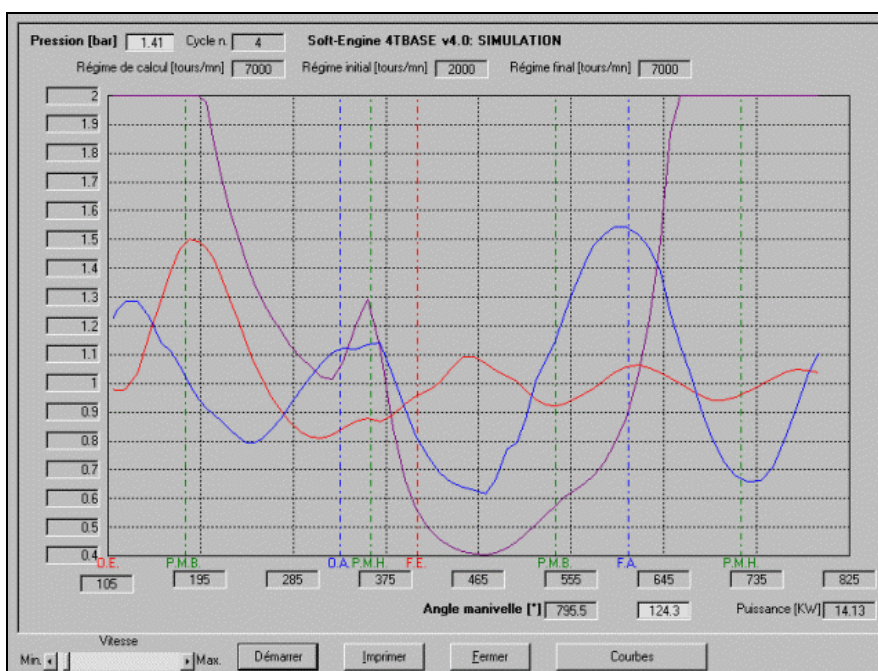 Pression [bar] 1.41 Cycle n. 4 Soft-Engine 4TBASE v4.0: SIMULATION
Régime de calcul [tours/mn] 7000 Régime initial [tours/mn] 2000 Régime final [tours/mn] 7000
2
1.9
1.8
1.7
1.6
1.5
1.4
1.3
1.2
1.1
1
0.9
0.8
0.7
0.6
0.5
0.4
O.E. P.M.B. O.A. P.M.H. F.E. P.M.B. F.A. P.M.H.
105 195 285 375 465 555 645 735 825
Angle manivelle [°] 795.5 124.3 Puissance [KW] 14.13
Vitesse
Min. Max. Démarrer Imprimer Fermer Courbes